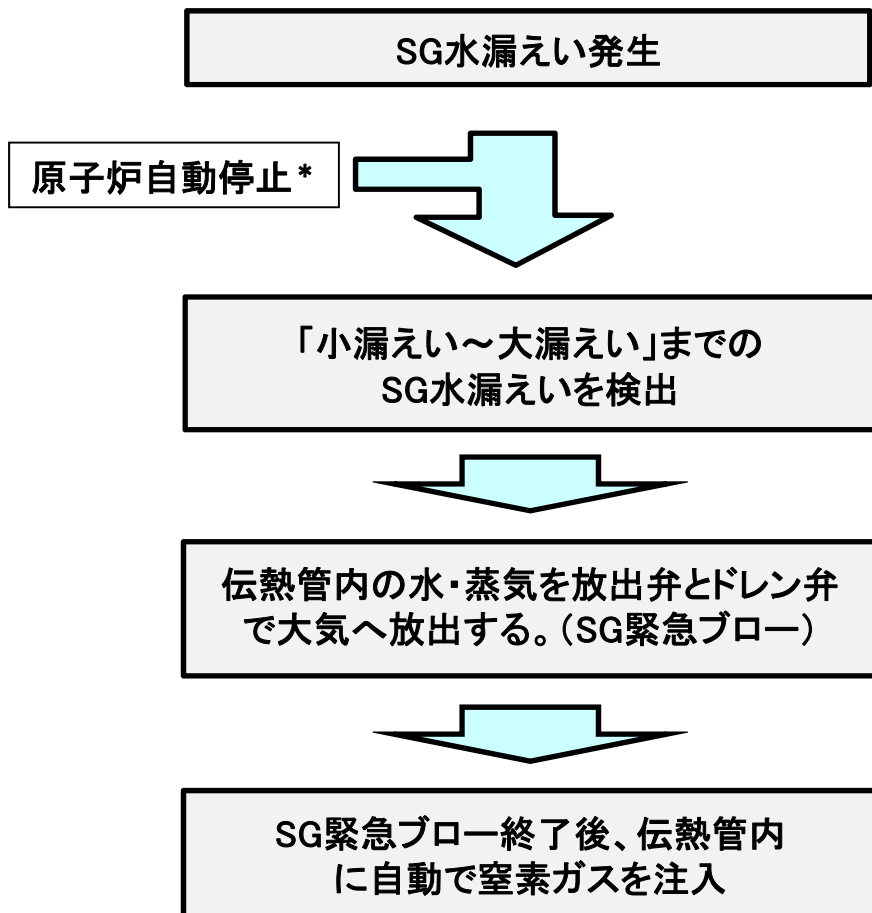 SG水漏えい発生
原子炉自動停止*
「小漏えい～大漏えい」までの
SG水漏えいを検出
伝熱管内の水・蒸気を放出弁とドレン弁
で大気へ放出する。（SG緊急ブロー）
SG緊急ブロー終了後、伝熱管内
に自動で窒素ガスを注入